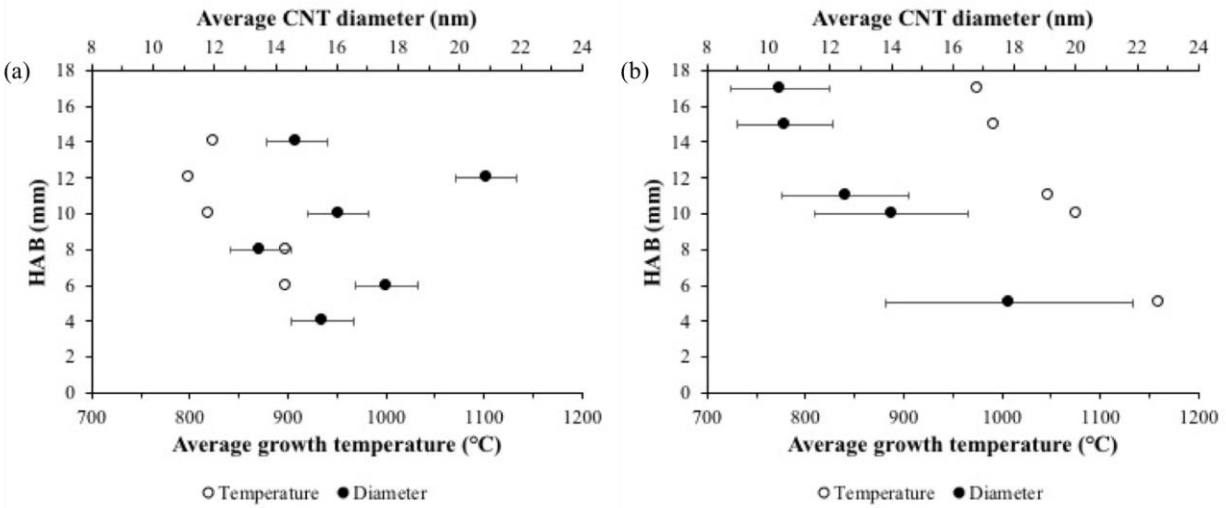 Average CNT diameter (nm)
8 10 12 14 16 18 20 22 24
(a)
18
16
14
12
10
8
6
4
2
0
HAB (mm)
700 800 900 1000 1100 1200
Average growth temperature (°C)
Temperature Diameter
Average CNT diameter (nm)
8 10 12 14 16 18 20 22 24
(b)
18
16
14
12
10
8
6
4
2
0
HAB (mm)
700 800 900 1000 1100 1200
Average growth temperature (°C)
Temperature Diameter